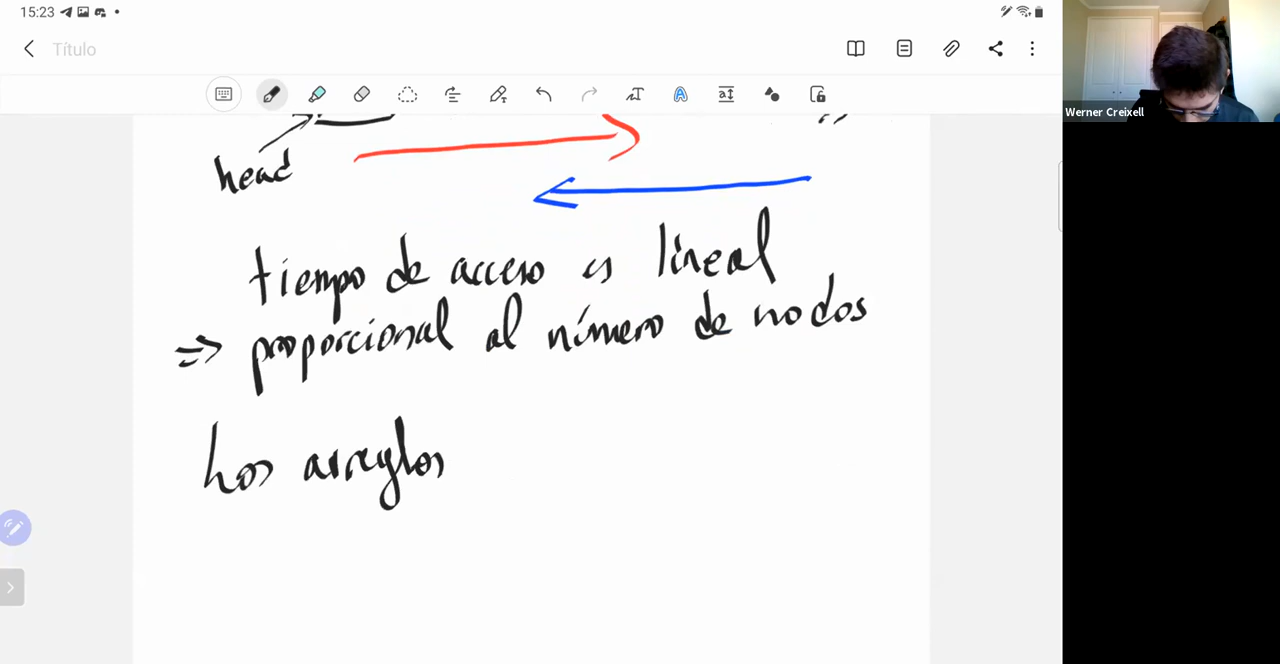 15:23
Título
Werner Creixell
head
tiempo de acceso es lineal
=> proporcional al número de nodos
Los arreglos